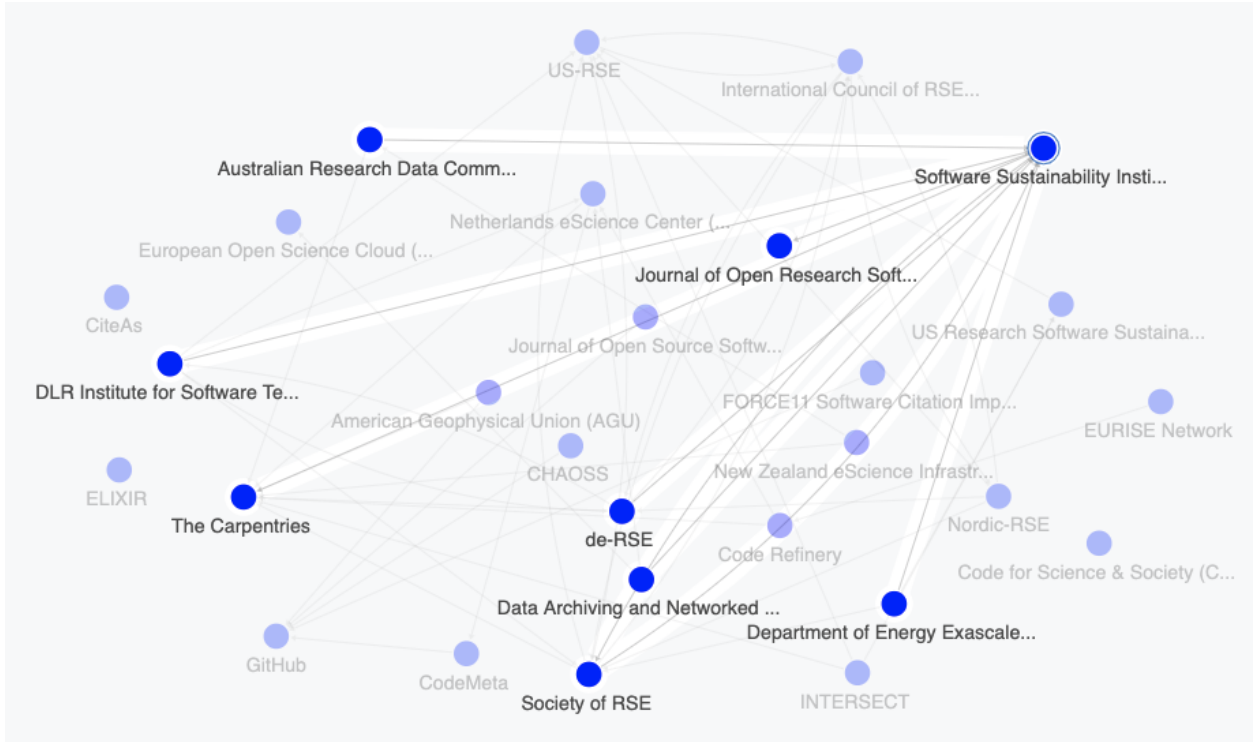 US-RSE
International Council of RSE...
Australian Research Data Comm...
Software Sustainability Insti...
Netherlands eScience Center (...
European Open Science Cloud (...
Journal of Open Research Soft...
CiteAs
US Research Software Sustaina...
Journal of Open Source Softw...
DLR Institute for Software Te...
FORCE11 Software Citation Imp...
American Geophysical Union (AGU)
EURISE Network
New Zealand eScience Infrastr...
CHAOSS
ELIXIR
The Carpentries
Nordic-RSE
de-RSE
Code Refinery
Code for Science & Society (C...
Data Archiving and Networked ...
Department of Energy Exascale...
GitHub
CodeMeta
Society of RSE
INTERSECT